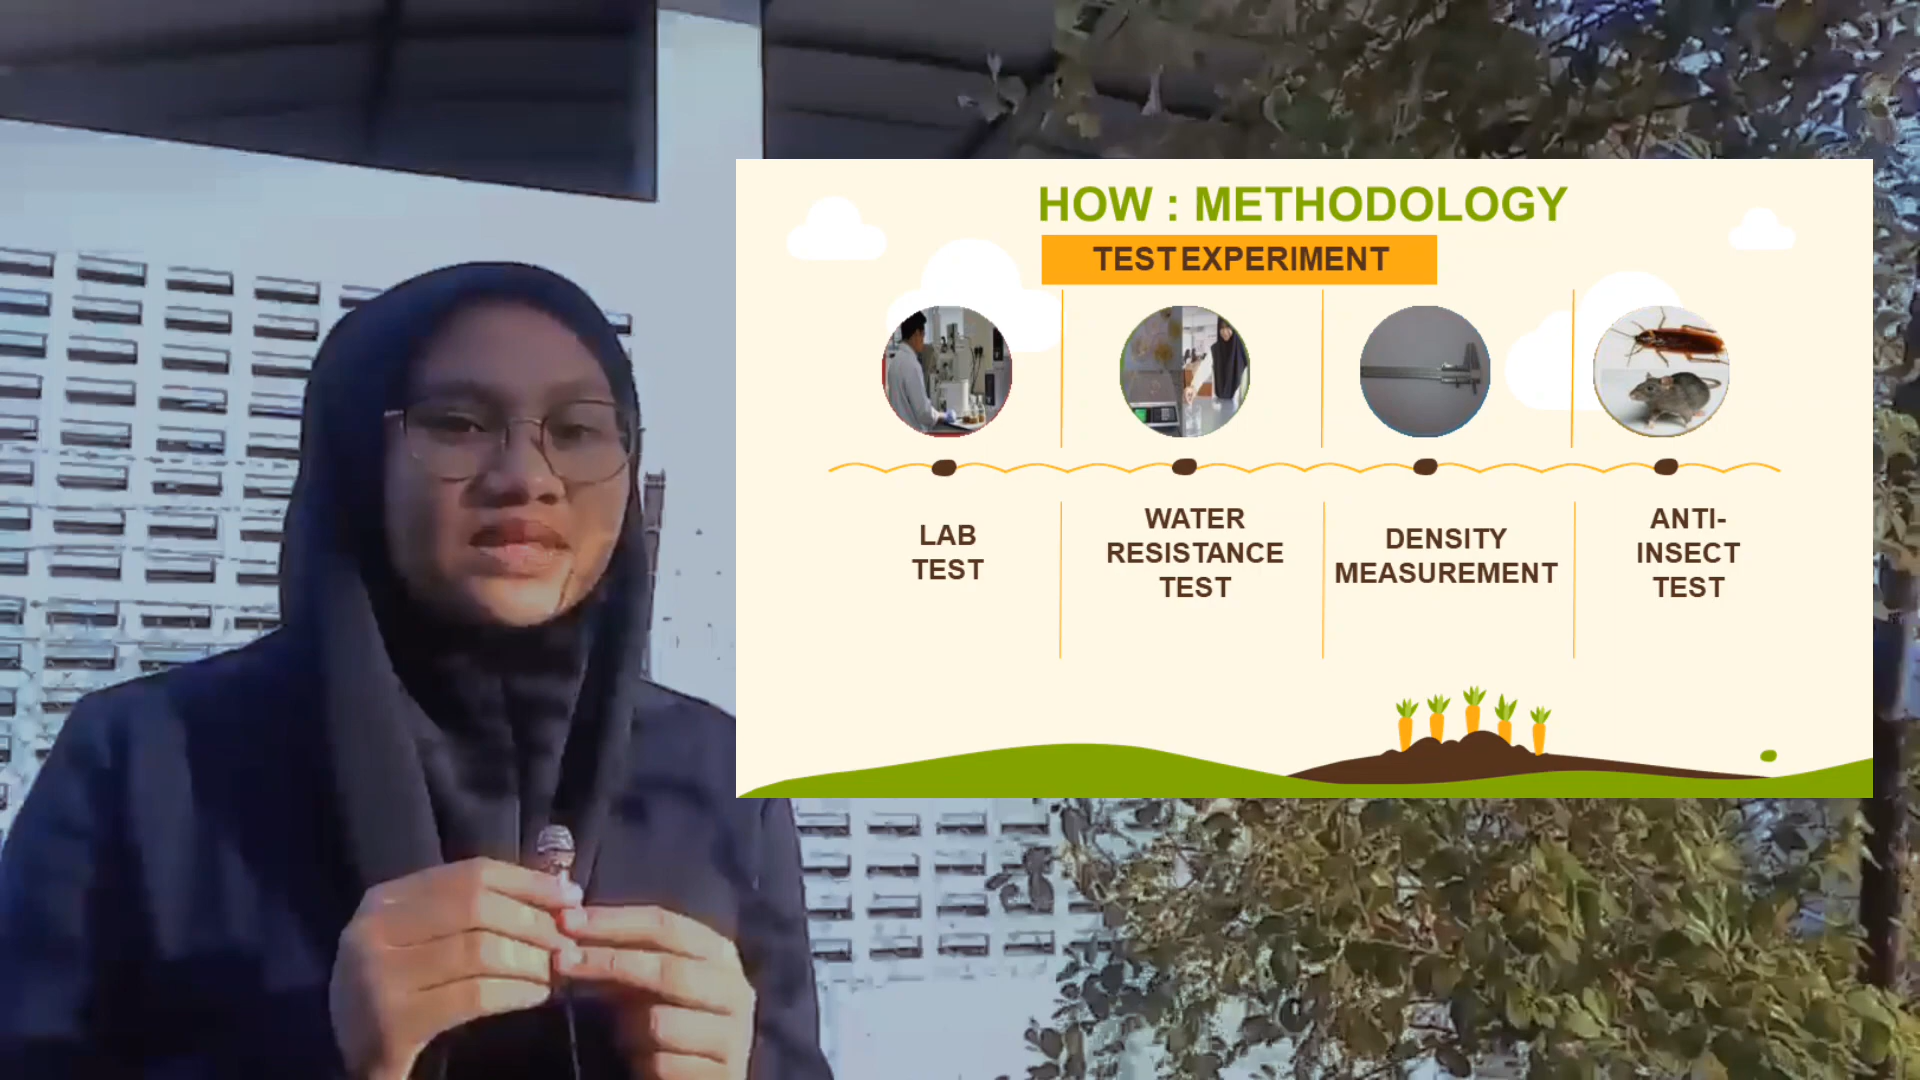 HOW : METHODOLOGY
TEST EXPERIMENT
LAB
TEST
WATER
RESISTANCE
TEST
DENSITY
MEASUREMENT
ANTI-
INSECT
TEST